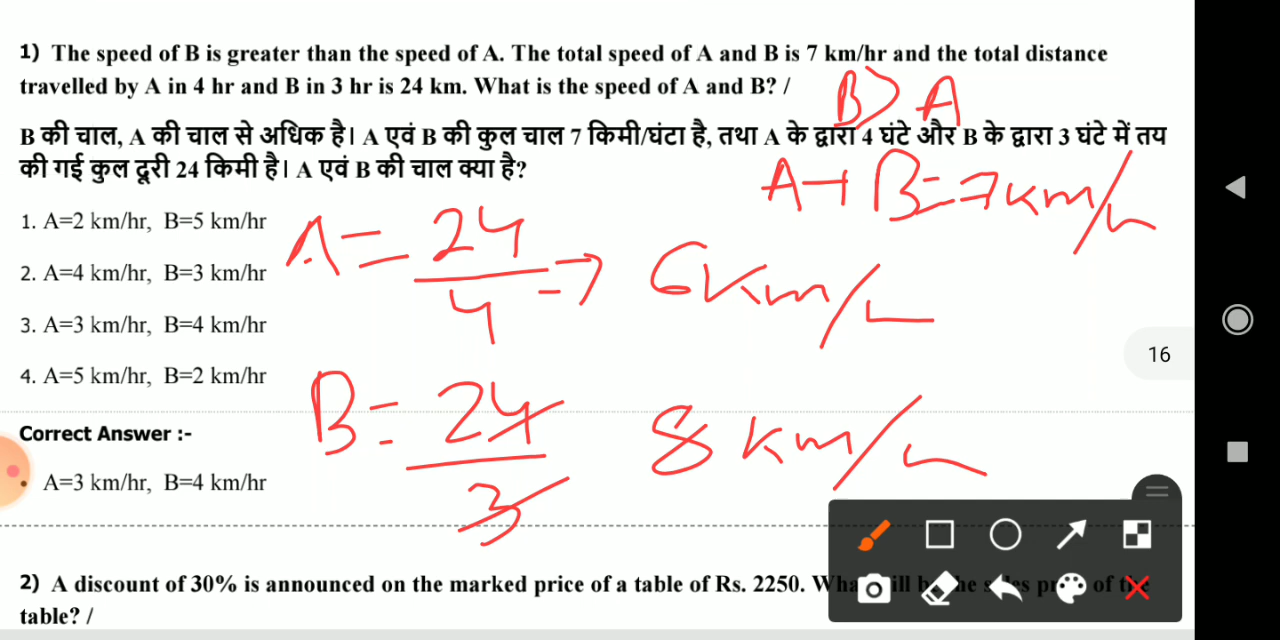 1) The speed of B is greater than the speed of A. The total speed of A and B is 7 km/hr and the total distance
travelled by A in 4 hr and B in 3 hr is 24 km. What is the speed of A and B? /
B > A
B की चाल, A की चाल से अधिक है। A एवं B की कुल चाल 7 किमी/घंटा है, तथा A के द्वारा 4 घंटे और B के द्वारा 3 घंटे में तय
की गई कुल दूरी 24 किमी है। A एवं B की चाल क्या है?
A+B=7km/h
1. A=2 km/hr, B=5 km/hr
A = 24/4 => 6km/h
2. A=4 km/hr, B=3 km/hr
3. A=3 km/hr, B=4 km/hr
16
4. A=5 km/hr, B=2 km/hr
B = 24/3 8 km/h
Correct Answer :-
A=3 km/hr, B=4 km/hr
2) A discount of 30% is announced on the marked price of a table of Rs. 2250. of the
table? /